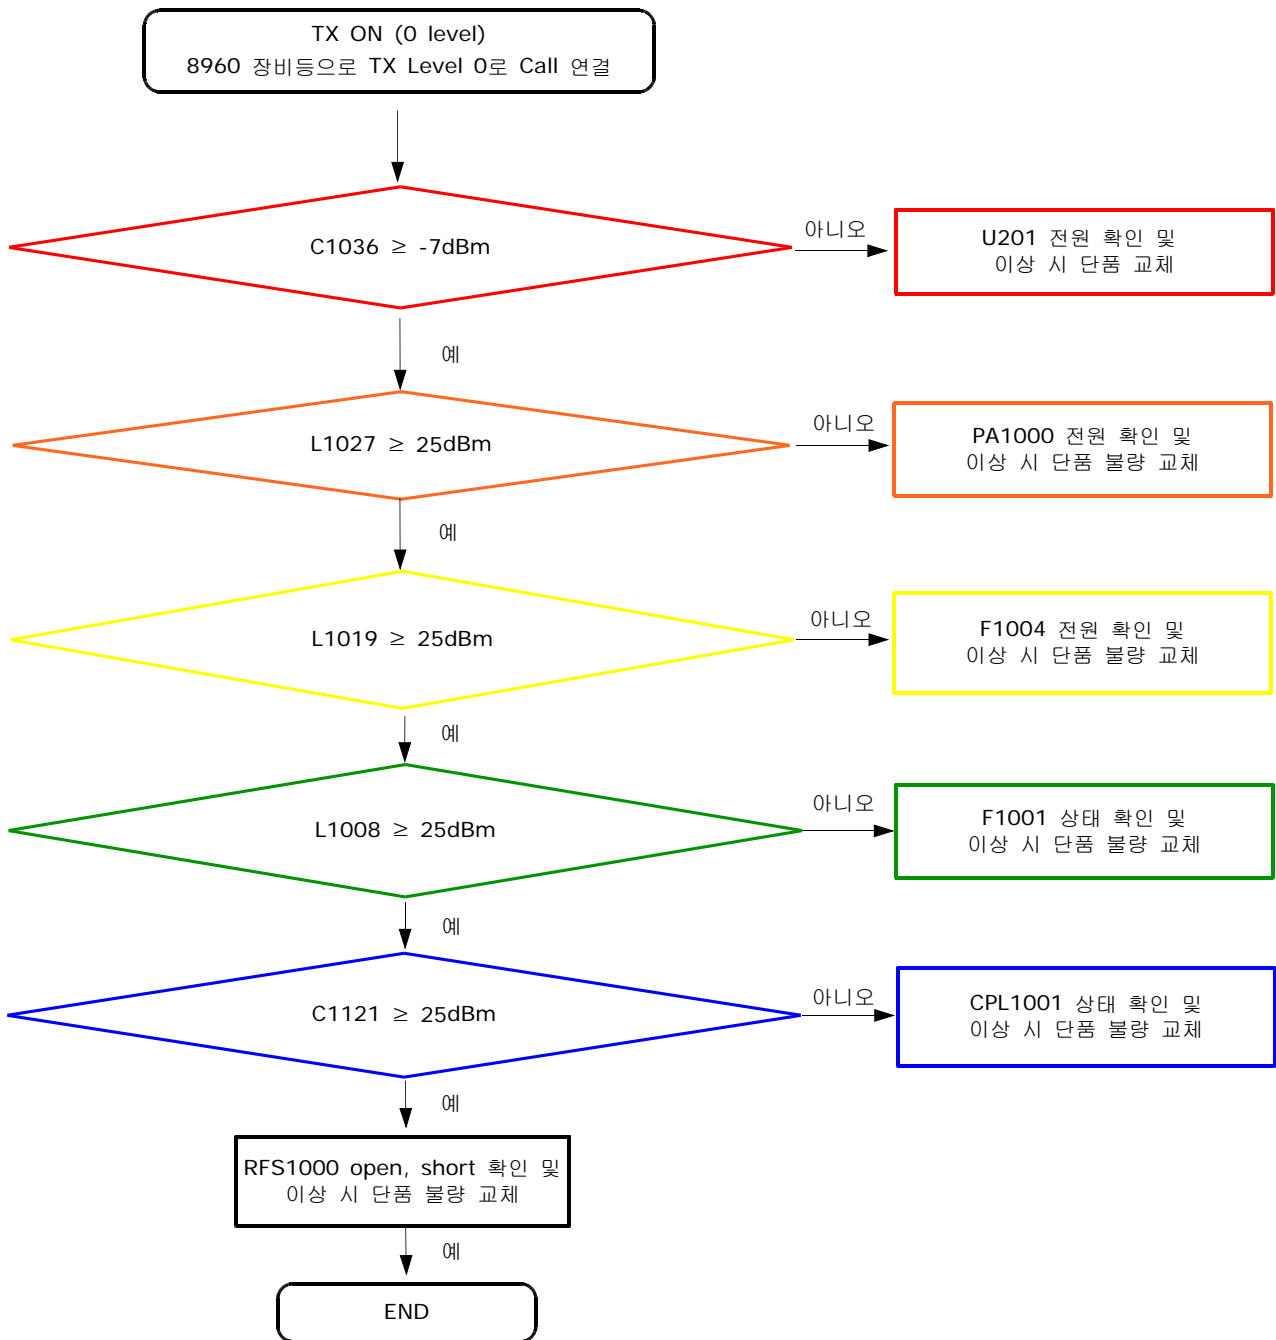 TX ON (0 level)
8960 장비등으로 TX Level 0로 Call 연결
C1036 ≥ -7dBm
아니오
U201 전원 확인 및
이상 시 단품 교체
예
L1027 ≥ 25dBm
아니오
PA1000 전원 확인 및
이상 시 단품 불량 교체
예
L1019 ≥ 25dBm
아니오
F1004 전원 확인 및
이상 시 단품 불량 교체
예
L1008 ≥ 25dBm
아니오
F1001 상태 확인 및
이상 시 단품 불량 교체
예
C1121 ≥ 25dBm
아니오
CPL1001 상태 확인 및
이상 시 단품 불량 교체
예
RFS1000 open, short 확인 및
이상 시 단품 불량 교체
예
END